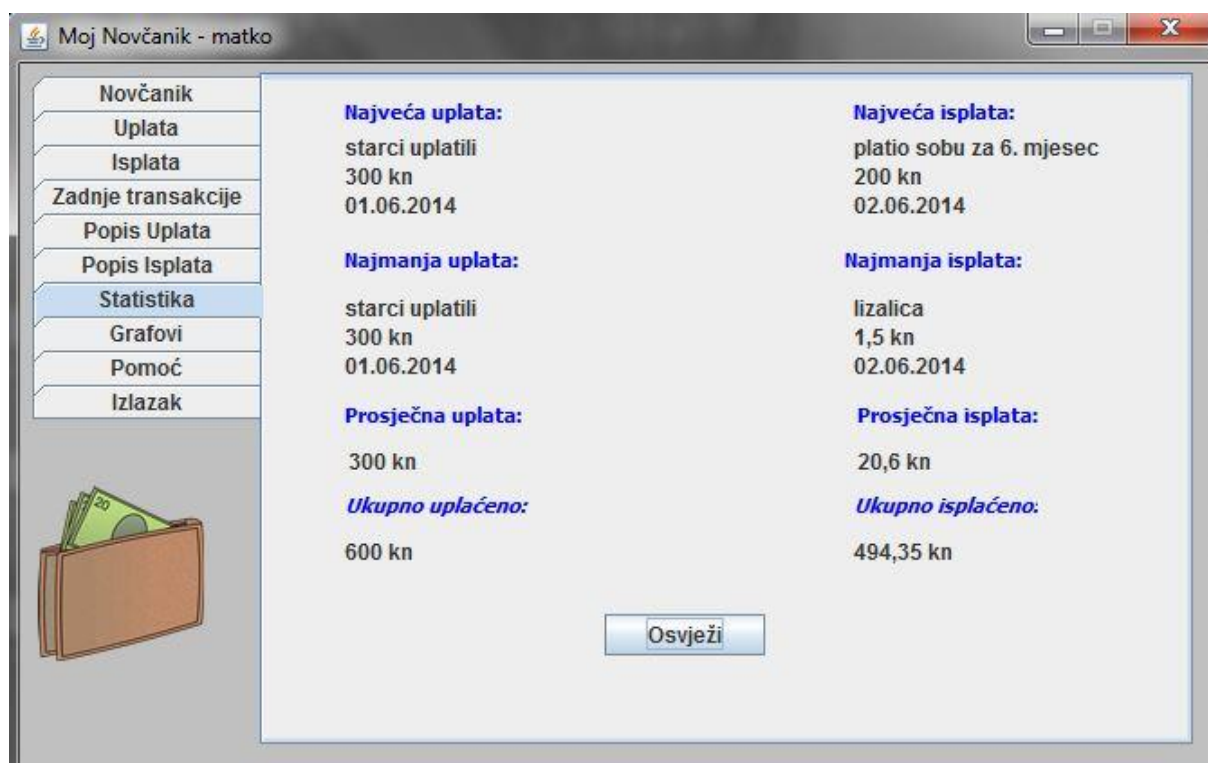 Moj Novčanik - matko
Novčanik
Uplata
Isplata
Zadnje transakcije
Popis Uplata
Popis Isplata
Statistika
Grafovi
Pomoć
Izlazak
20
Najveća uplata:
starci uplatili
300 kn
01.06.2014
Najveća isplata:
platio sobu za 6. mjesec
200 kn
02.06.2014
Najmanja uplata:
starci uplatili
300 kn
01.06.2014
Najmanja isplata:
lizalica
1,5 kn
02.06.2014
Prosječna uplata:
300 kn
Prosječna isplata:
20,6 kn
Ukupno uplaćeno:
600 kn
Ukupno isplaćeno:
494,35 kn
Osvježi